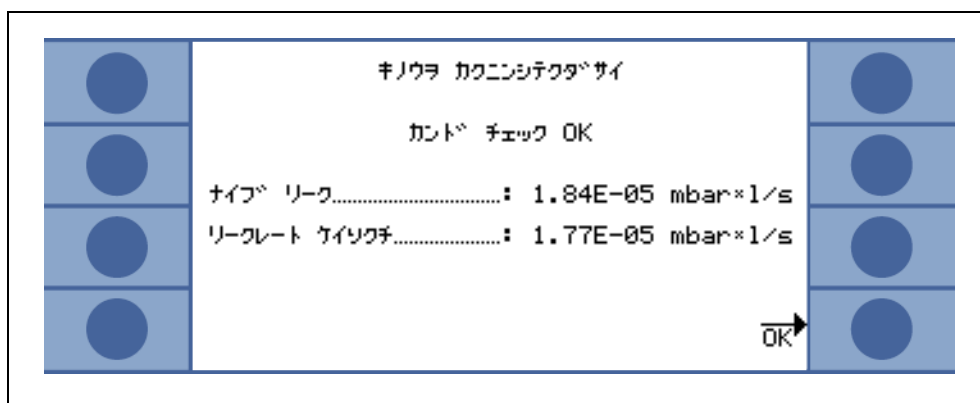 キノウヲ カクニンシテクダサイ
カンド チェック OK
ナイブ リーク..............................: 1.84E-05 mbar×l/s
リークレート ケイソクチ...................: 1.77E-05 mbar×l/s
OK